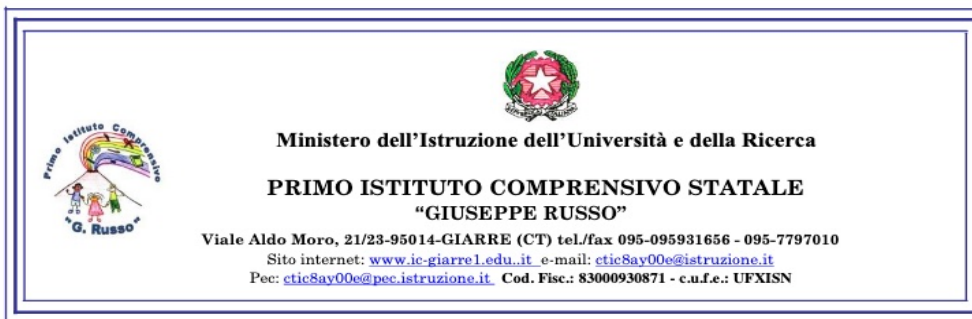 Primo Istituto Comprensivo
"G. Russo"
Ministero dell'Istruzione dell'Università e della Ricerca
PRIMO ISTITUTO COMPRENSIVO STATALE
"GIUSEPPE RUSSO"
Viale Aldo Moro, 21/23-95014-GIARRE (CT) tel./fax 095-095931656 - 095-7797010
Sito internet: www.ic-giarre1.edu..it e-mail: ctic8ay00e@istruzione.it
Pec: ctic8ay00e@pec.istruzione.it Cod. Fisc.: 83000930871 - c.u.f.e.: UFXISN